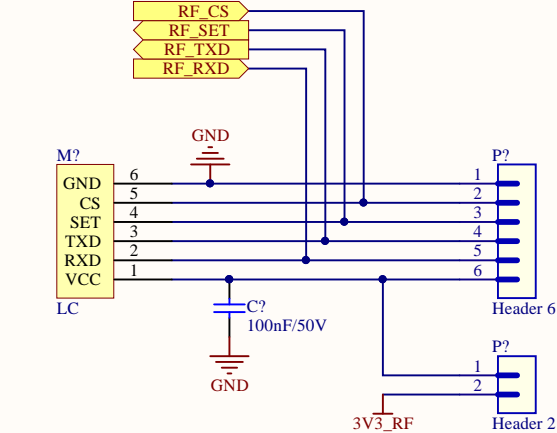 RF_CS
RF_SET
RF_TXD
RF_RXD
GND
M?
P?
GND 6 1
CS 5 2
SET 4 3
TXD 3 4
RXD 2 5
VCC 1 6
LC
C?
100nF/50V
Header 6
P?
GND
1
2
3V3_RF
Header 2